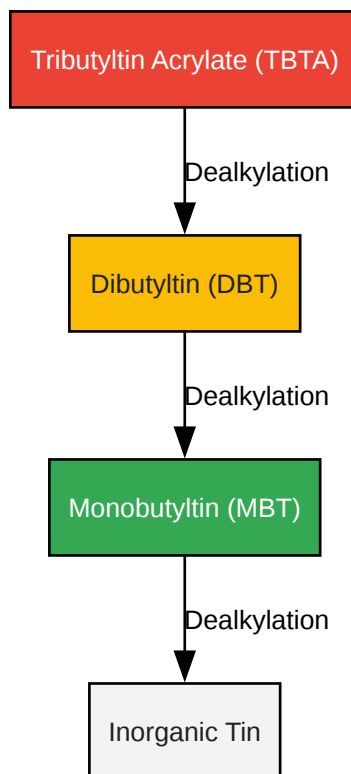 Tributyltin Acrylate (TBTA)
Dealkylation
Dibutyltin (DBT)
Dealkylation
Monobutyltin (MBT)
Dealkylation
Inorganic Tin